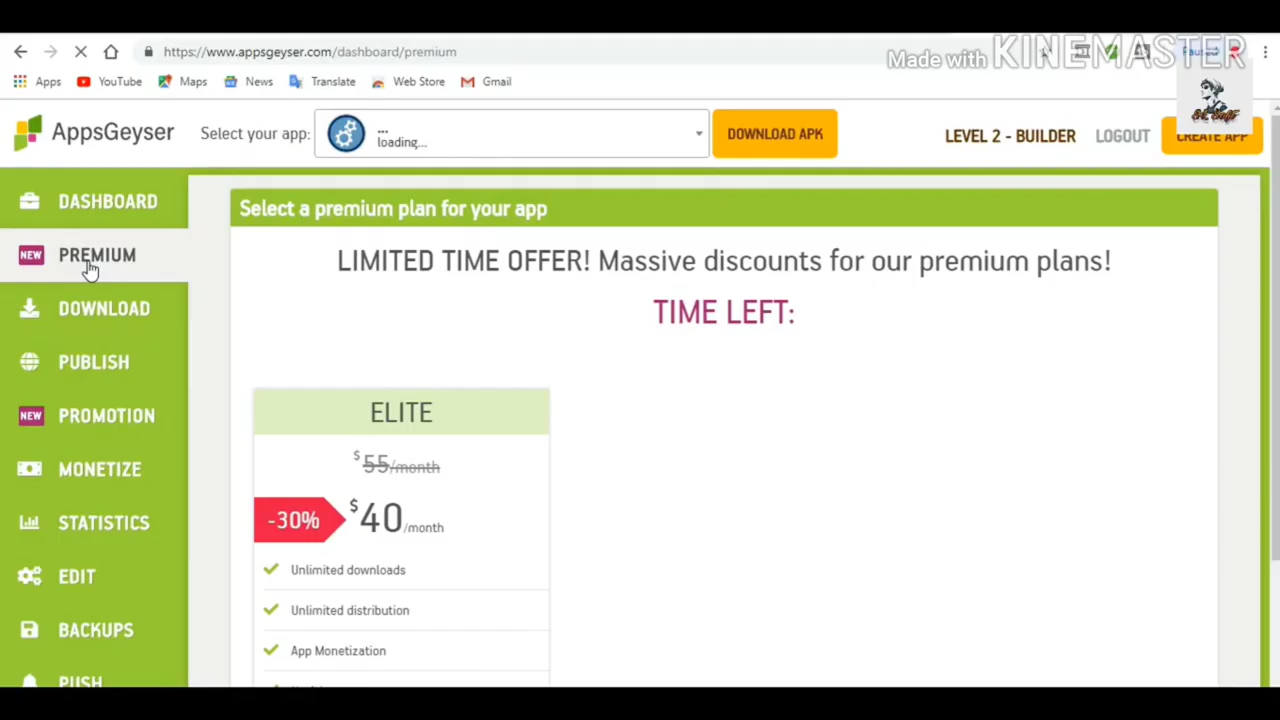 https://www.appsgeyser.com/dashboard/premium
Made with KINEMASTER
Paused
Apps YouTube Maps News Translate Web Store Gmail
AppsGeyser Select your app: ... loading... DOWNLOAD APK LEVEL 2 - BUILDER LOGOUT CREATE APP
DASHBOARD
NEW PREMIUM
DOWNLOAD
PUBLISH
NEW PROMOTION
MONETIZE
STATISTICS
EDIT
BACKUPS
PUSH
Select a premium plan for your app
LIMITED TIME OFFER! Massive discounts for our premium plans!
TIME LEFT:
ELITE
$55/month
-30% $40/month
Unlimited downloads
Unlimited distribution
App Monetization